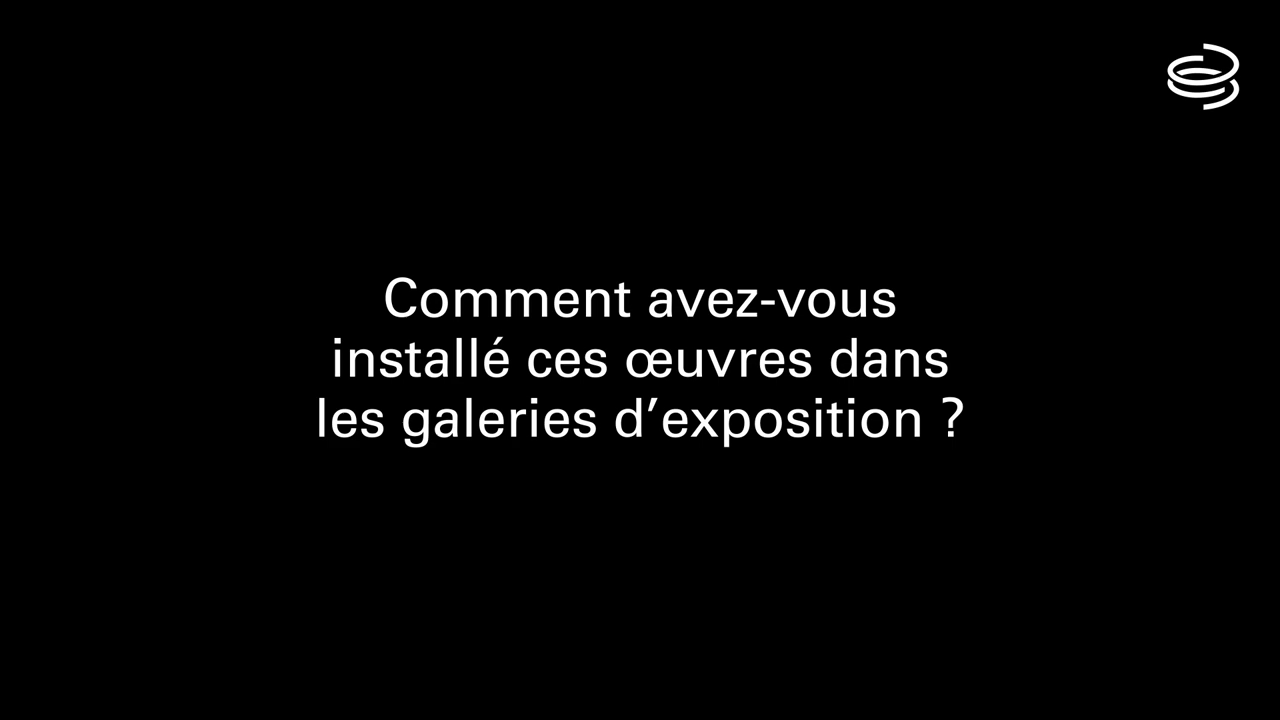 Comment avez-vous
installé ces œuvres dans
les galeries d’exposition ?